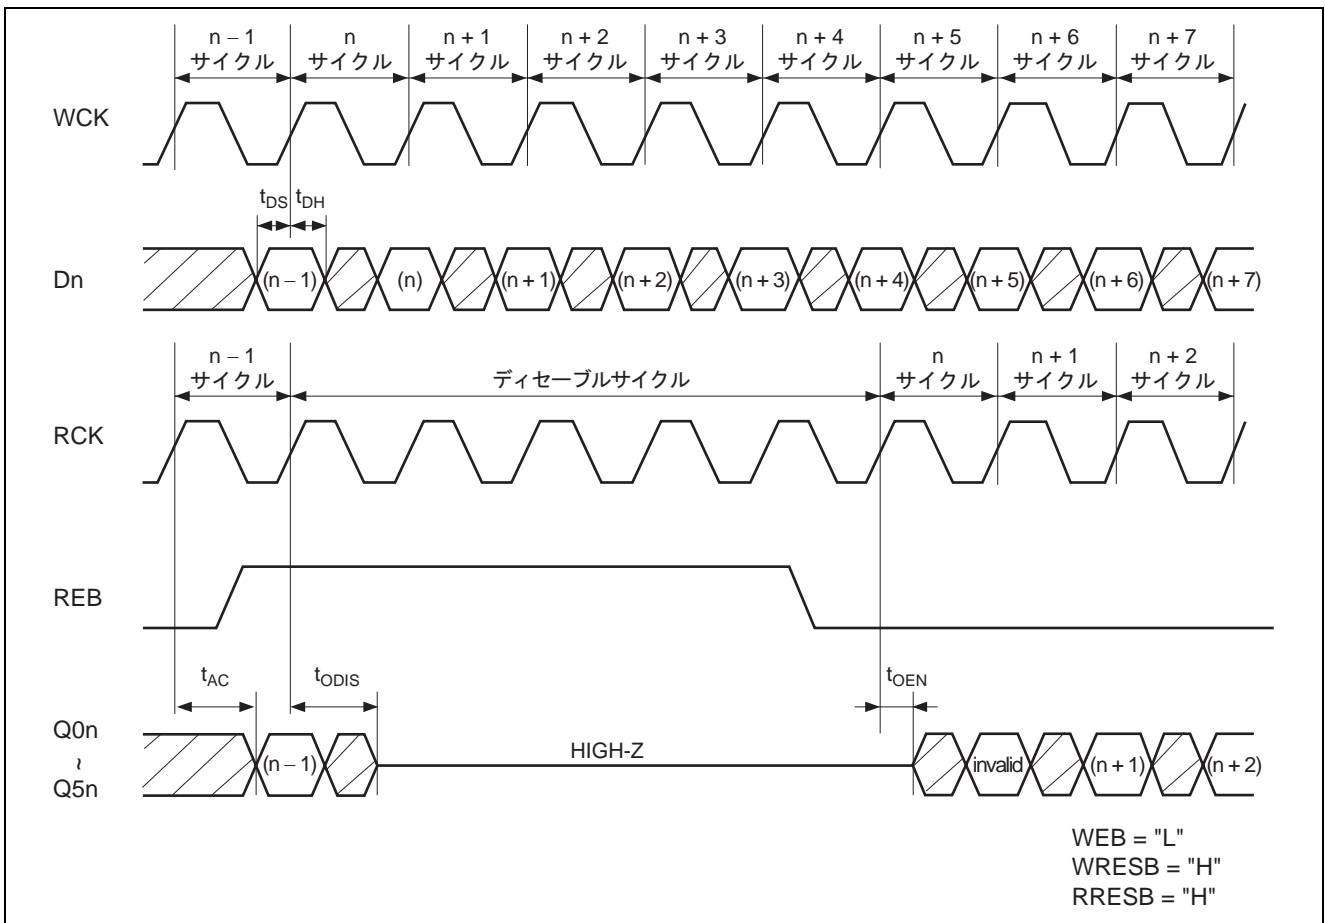 n − 1 n n + 1 n + 2 n + 3 n + 4 n + 5 n + 6 n + 7
サイクル サイクル サイクル サイクル サイクル サイクル サイクル サイクル サイクル
WCK
tDS tDH
Dn (n − 1) (n) (n + 1) (n + 2) (n + 3) (n + 4) (n + 5) (n + 6) (n + 7)
n − 1 n n + 1 n + 2
サイクル ディセーブルサイクル サイクル サイクル サイクル
RCK
REB
tAC tODIS tOEN
Q0n
~
Q5n
(n − 1) HIGH-Z invalid (n + 1) (n + 2)
WEB = "L"
WRESB = "H"
RRESB = "H"